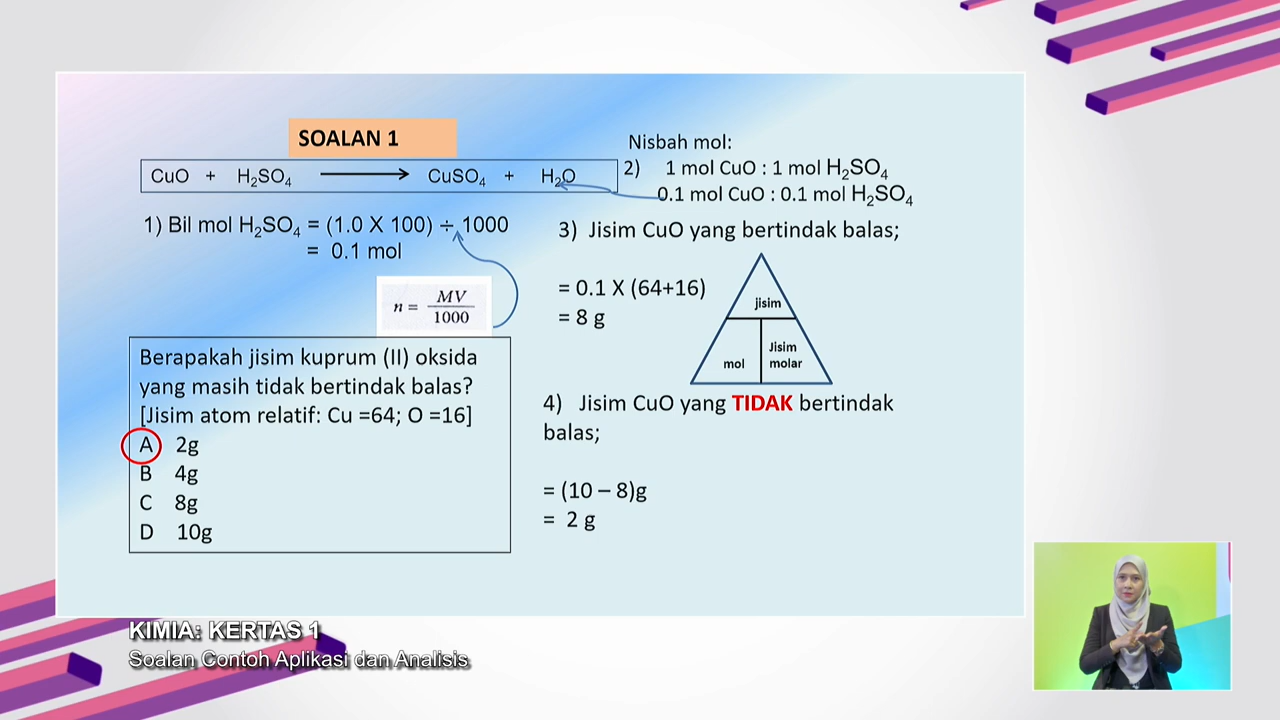 SOALAN 1
CuO + H₂SO₄ ⟶ CuSO₄ + H₂O
1) Bil mol H₂SO₄ = (1.0 X 100) ÷ 1000
= 0.1 mol
n = MV / 1000
Berapakah jisim kuprum (II) oksida
yang masih tidak bertindak balas?
[Jisim atom relatif: Cu =64; O =16]
A 2g
B 4g
C 8g
D 10g
Nisbah mol:
2) 1 mol CuO : 1 mol H₂SO₄
0.1 mol CuO : 0.1 mol H₂SO₄
3) Jisim CuO yang bertindak balas;
= 0.1 X (64+16)
= 8 g
jisim
mol
Jisim
molar
4) Jisim CuO yang TIDAK bertindak
balas;
= (10 – 8)g
= 2 g
KIMIA: KERTAS 1
Soalan Contoh Aplikasi dan Analisis